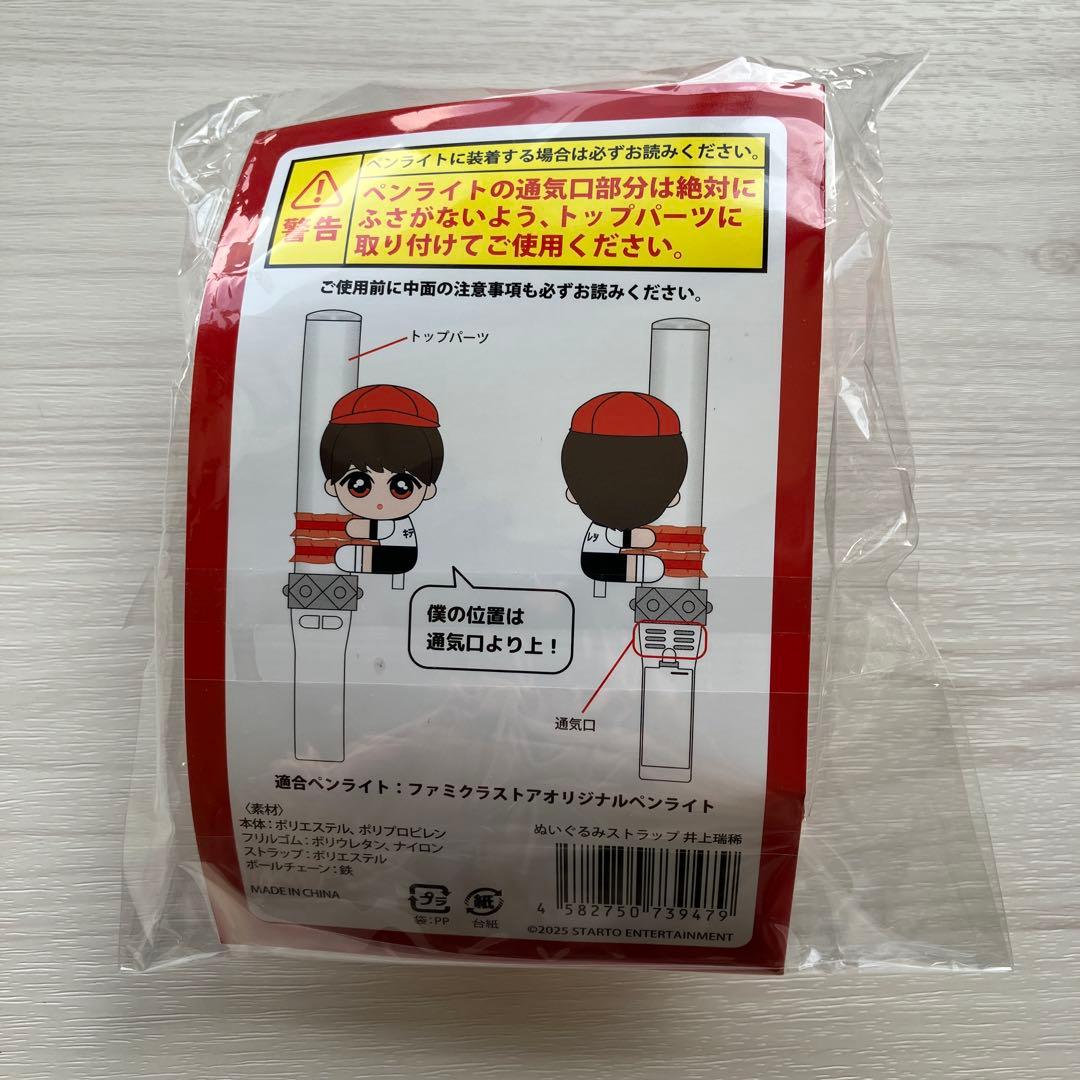 ペンライトに装着する場合は必ずお読みください。
警告
ペンライトの通気口部分は絶対に
ふさがないよう、トップパーツに
取り付けてご使用ください。
ご使用前に中面の注意事項も必ずお読みください。
トップパーツ
キテ
レツ
僕の位置は
通気口より上！
通気口
適合ペンライト：ファミクラストアオリジナルペンライト
〈素材〉
本体：ポリエステル、ポリプロピレン
フリルゴム：ポリウレタン、ナイロン
ストラップ：ポリエステル
ボールチェーン：鉄
MADE IN CHINA
プラ
袋：PP
紙
台紙
ぬいぐるみストラップ 井上瑞稀
4 582750 739479
©2025 STARTO ENTERTAINMENT